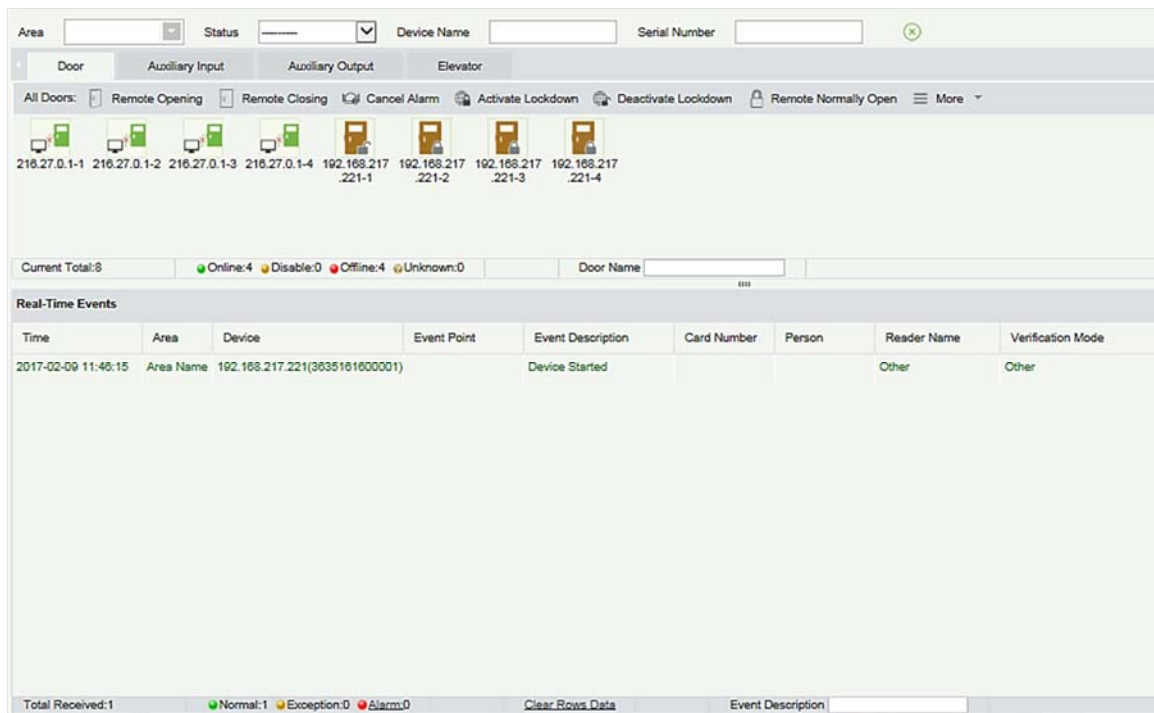 Area Status --------- Device Name Serial Number
Door Auxiliary Input Auxiliary Output Elevator
All Doors: Remote Opening Remote Closing Cancel Alarm Activate Lockdown Deactivate Lockdown Remote Normally Open More
216.27.0.1-1 216.27.0.1-2 216.27.0.1-3 216.27.0.1-4 192.168.217 192.168.217 192.168.217 192.168.217
.221-1 .221-2 .221-3 .221-4
Current Total:8 Online:4 Disable:0 Offline:4 Unknown:0 Door Name
Real-Time Events
Time Area Device Event Point Event Description Card Number Person Reader Name Verification Mode
2017-02-09 11:46:15 Area Name 192.168.217.221(3635161600001) Device Started Other Other
Total Received:1 Normal:1 Exception:0 Alarm:0 Clear Rows Data Event Description